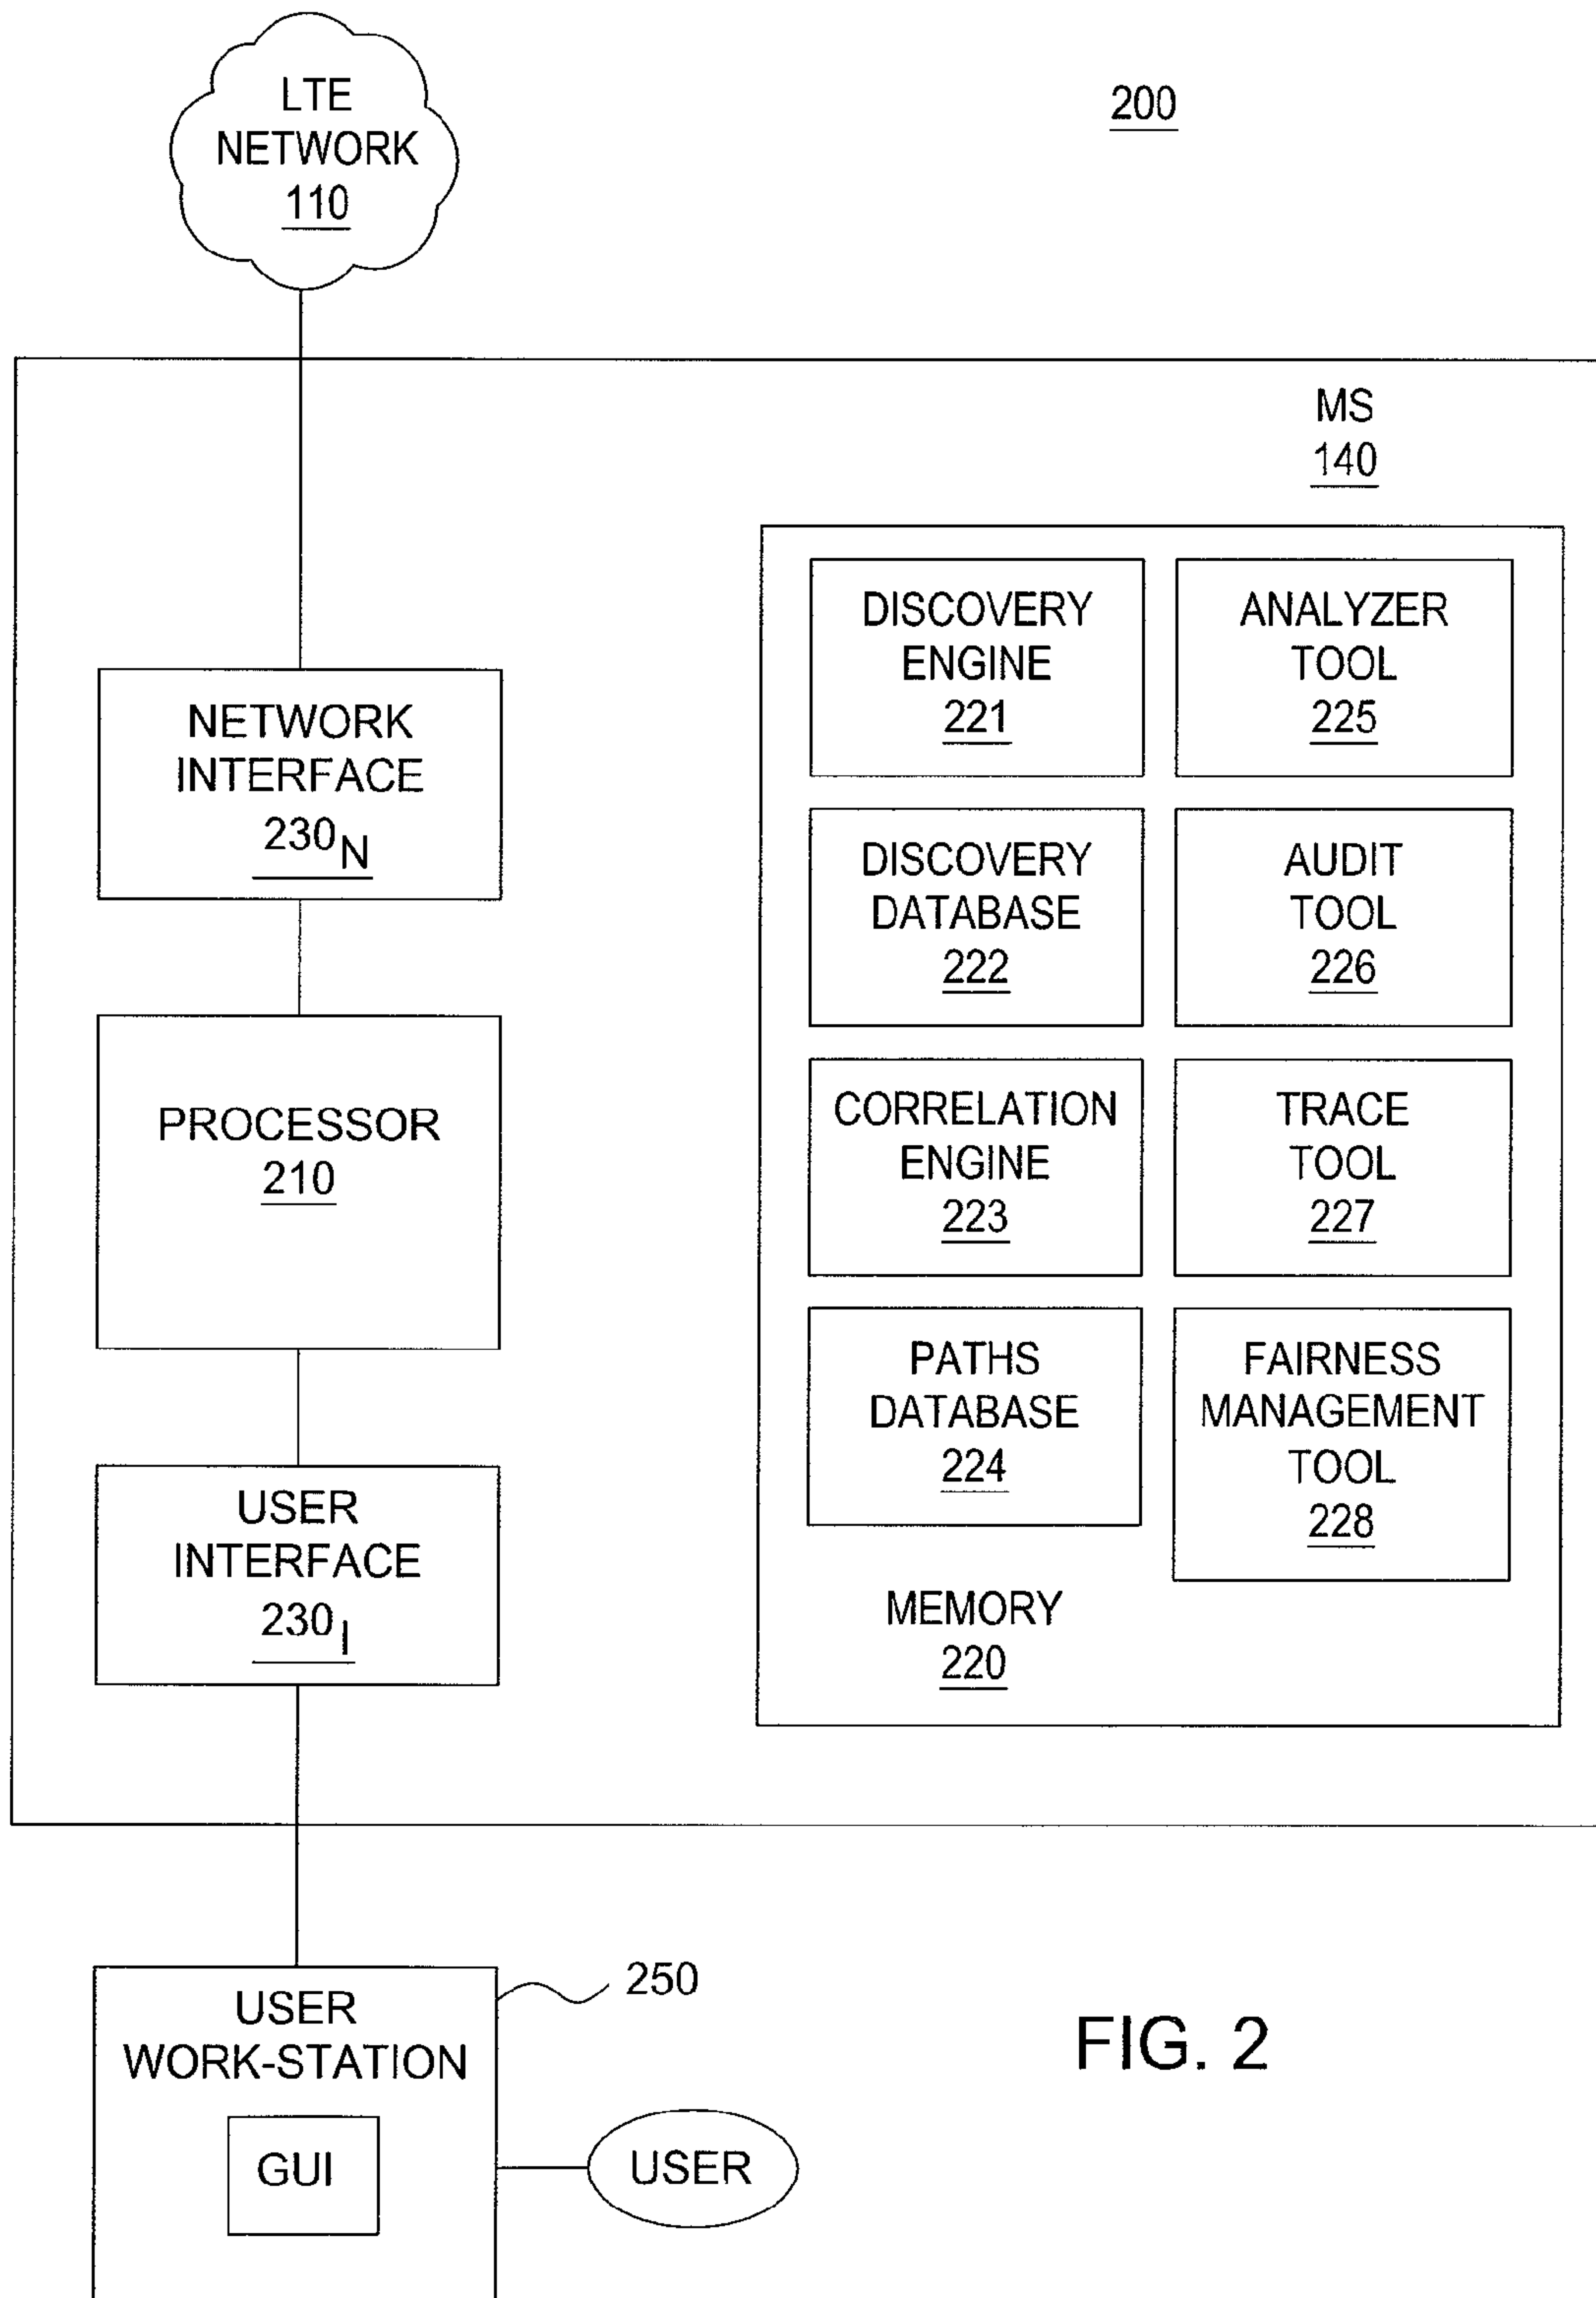 LTE
NETWORK
110
200
MS
140
NETWORK
INTERFACE
230N
PROCESSOR
210
USER
INTERFACE
230I
DISCOVERY
ENGINE
221
ANALYZER
TOOL
225
DISCOVERY
DATABASE
222
AUDIT
TOOL
226
CORRELATION
ENGINE
223
TRACE
TOOL
227
PATHS
DATABASE
224
FAIRNESS
MANAGEMENT
TOOL
228
MEMORY
220
USER
WORK-STATION
250
GUI
USER
FIG. 2